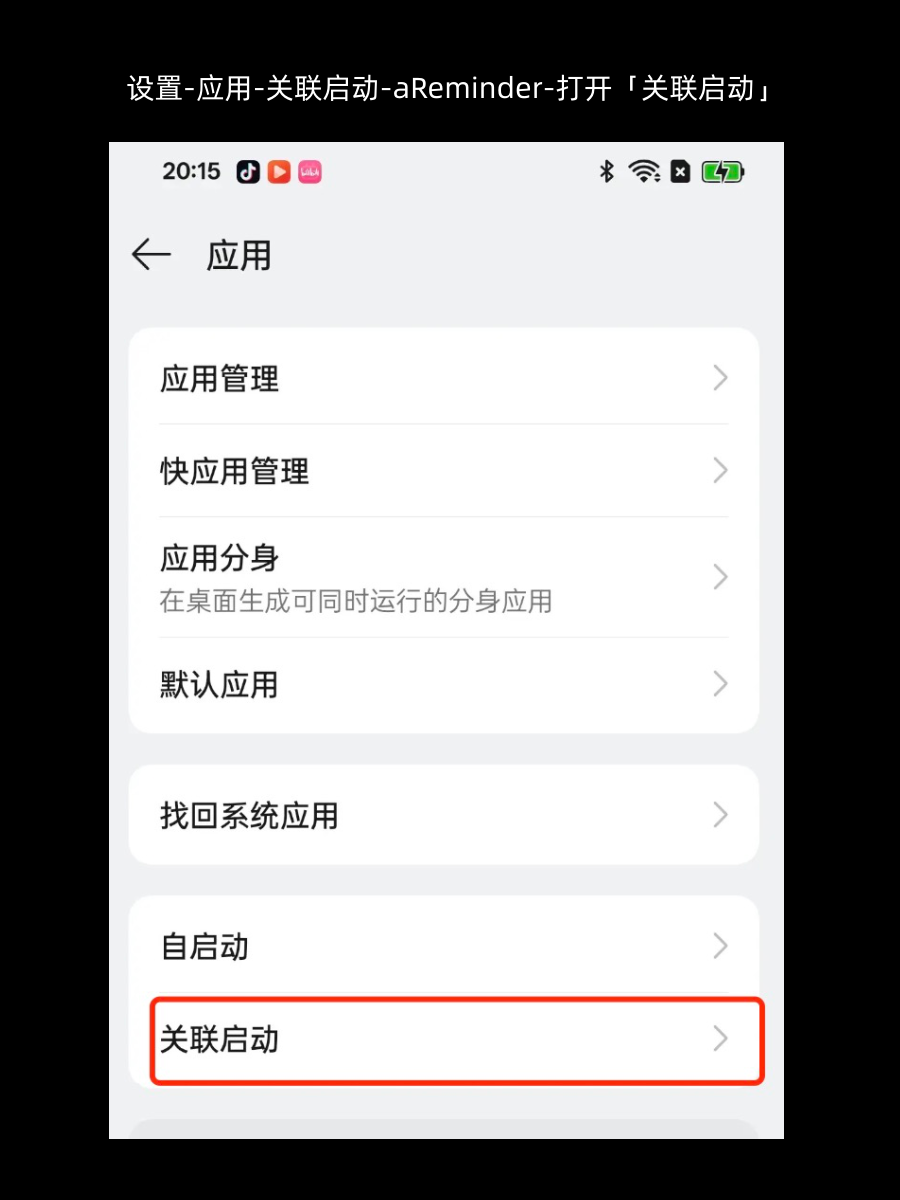 设置-应用-关联启动-aReminder-打开「关联启动」
20:15
应用
应用管理
快应用管理
应用分身
在桌面生成可同时运行的分身应用
默认应用
找回系统应用
自启动
关联启动